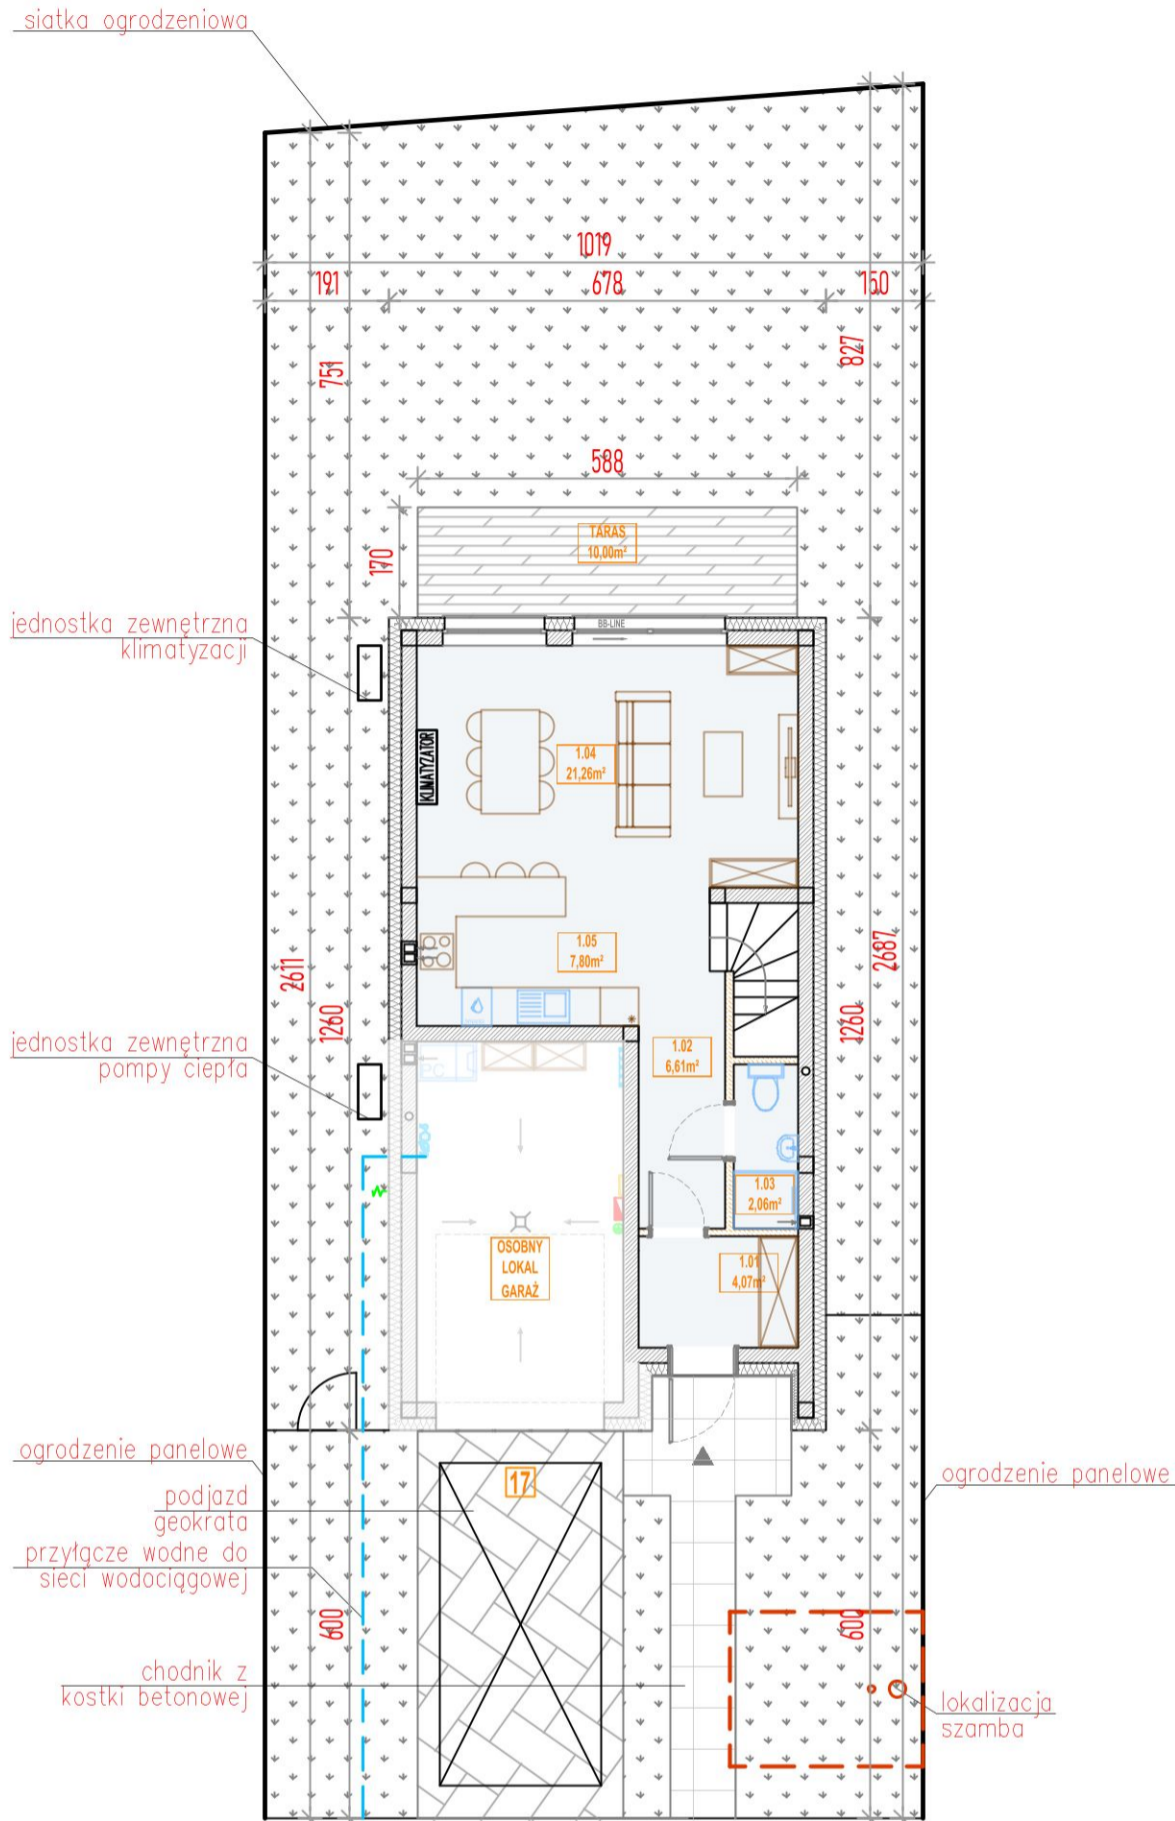 siatka ogrodzeniowa
1019
191
678
150
751
827
588
TARAS
10,00m²
170
BB-LINE
jednostka zewnętrzna
klimatyzacji
KLIMATYZATOR
1.04
21,26m²
1.05
7,80m²
2611
1260
2687
1260
jednostka zewnętrzna
pompy ciepła
PC
1.02
6,61m²
1.03
2,06m²
OSOBNY
LOKAL
GARAŻ
1.01
4,07m²
ogrodzenie panelowe
17
ogrodzenie panelowe
podjazd
geokrata
przyłącze wodne do
sieci wodociągowej
600
600
chodnik z
kostki betonowej
lokalizacja
szamba